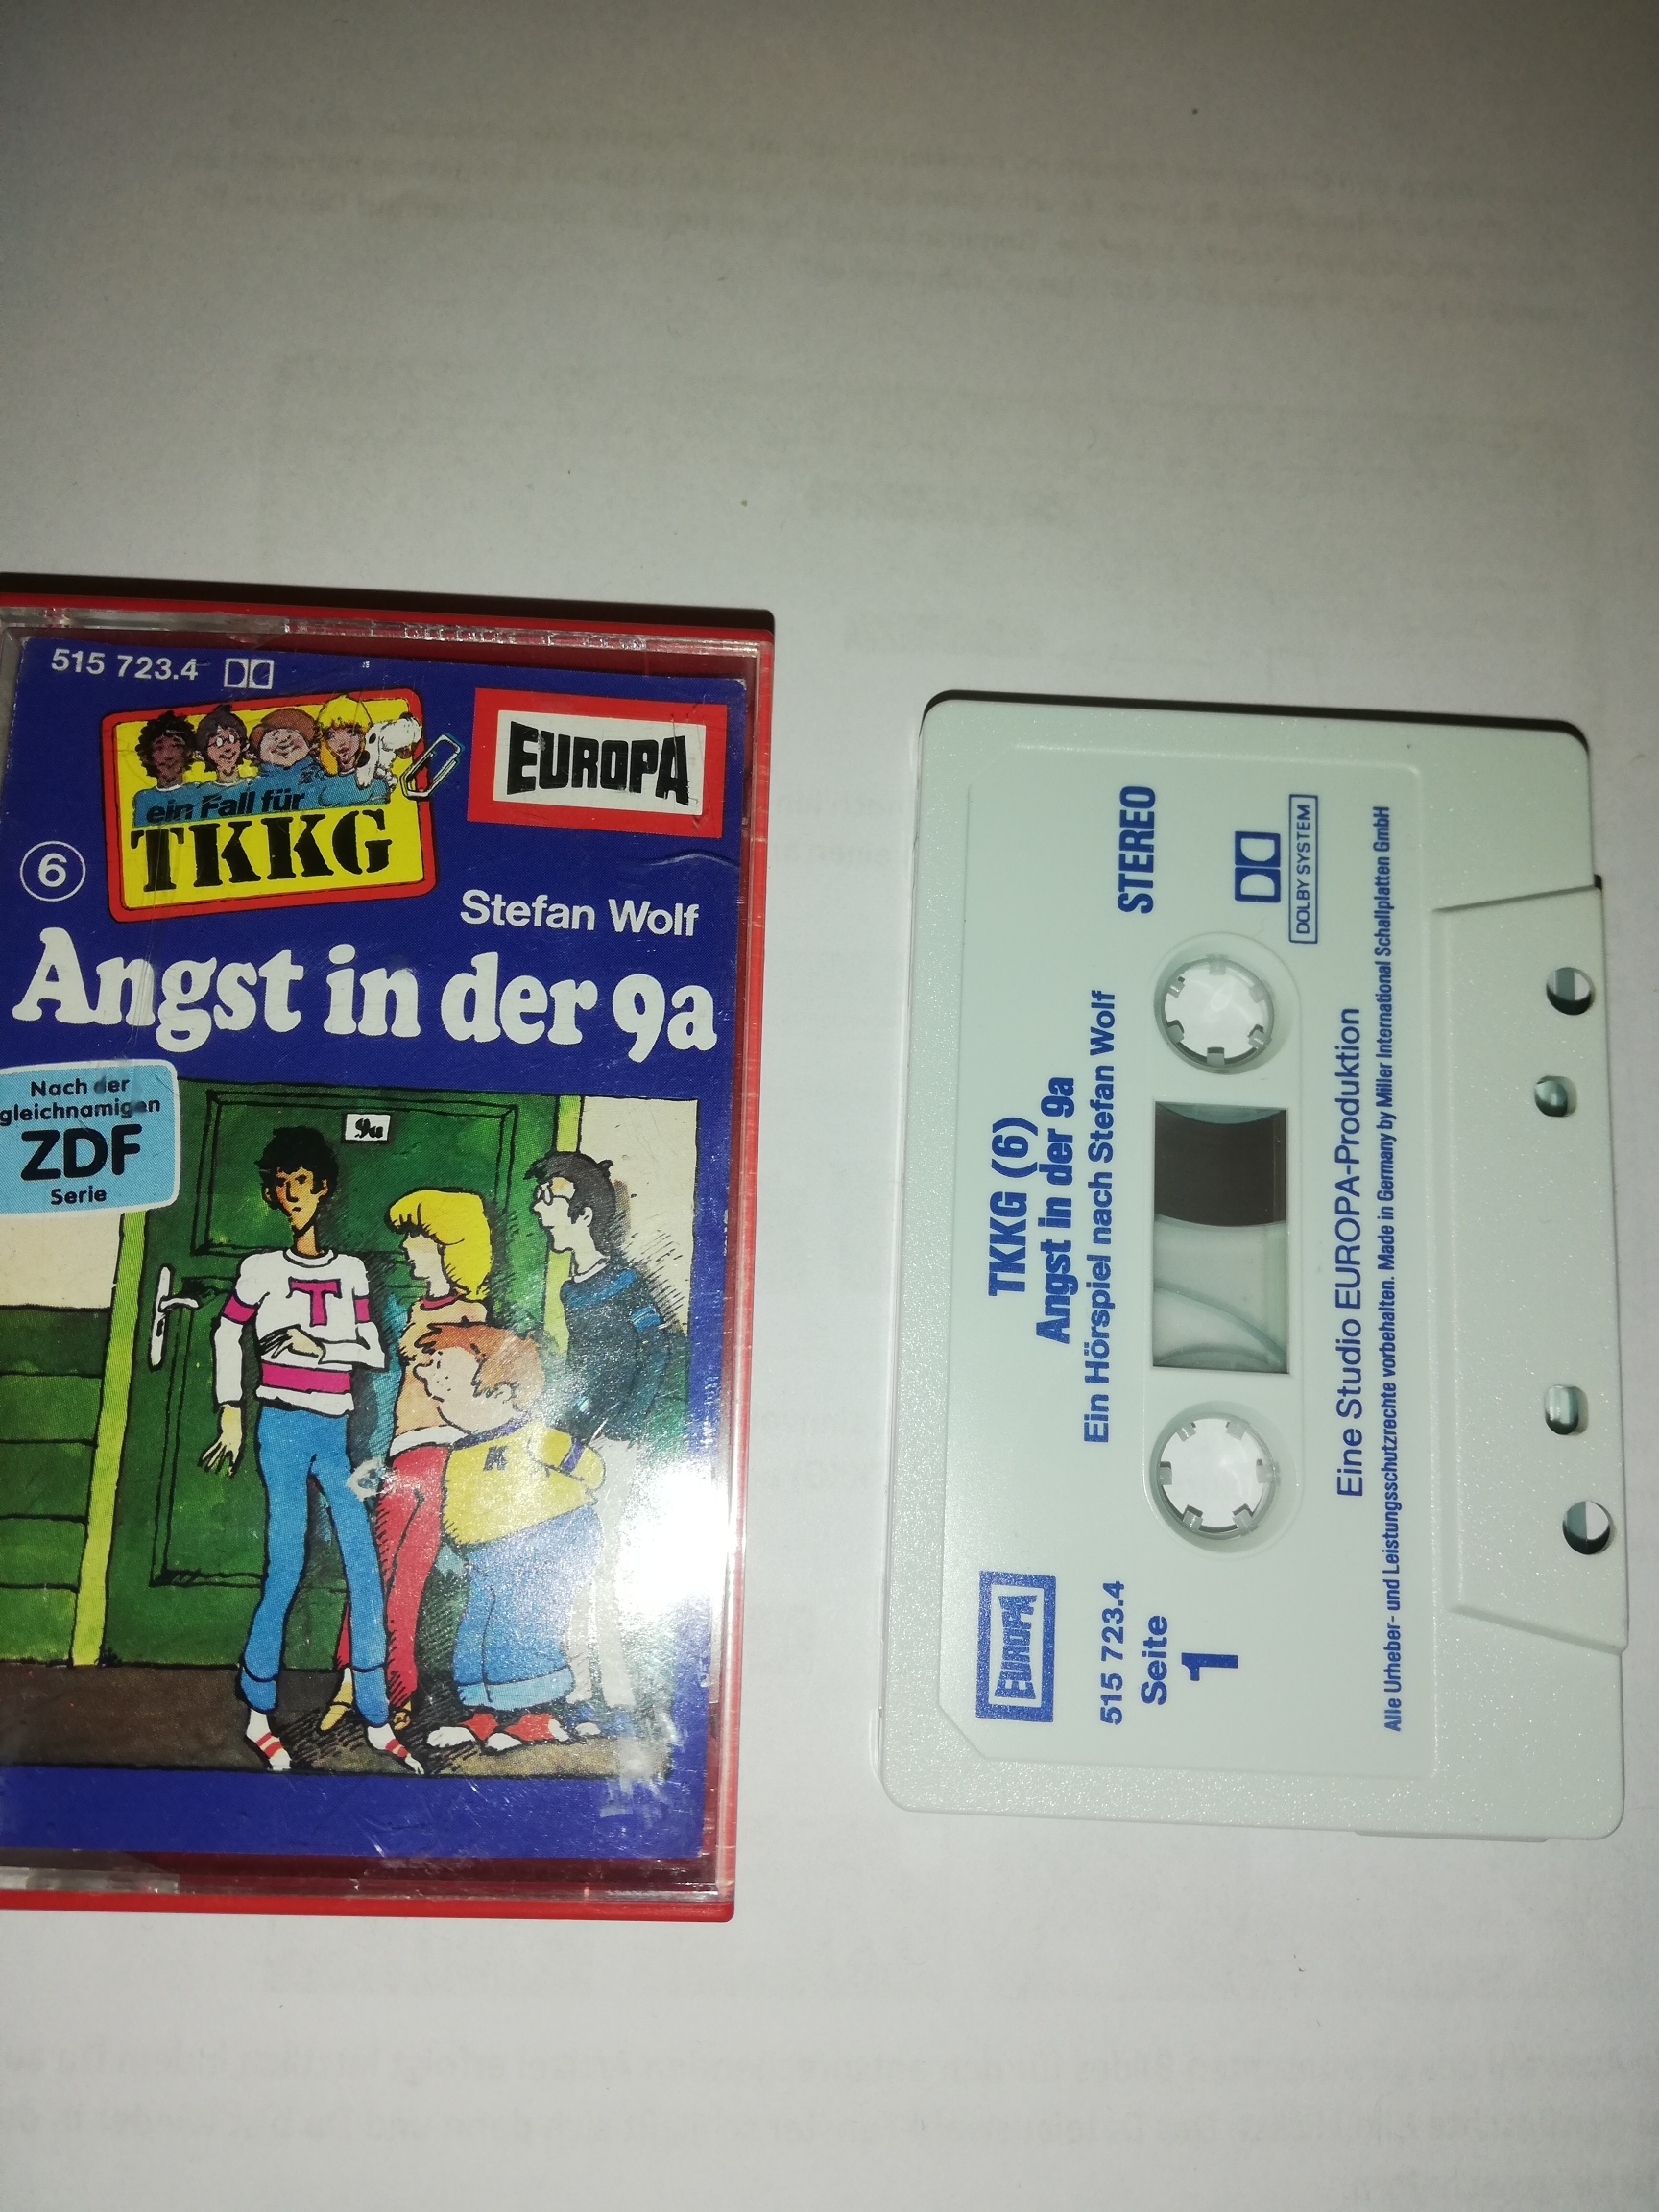 515 723.4
ein Fall für
TKKG
EUROPA
6
Stefan Wolf
Angst in der 9a
Nach der
gleichnamigen
ZDF
Serie
9a
T
K
EUROPA
515 723.4
Seite
1
TKKG (6)
Angst in der 9a
Ein Hörspiel nach Stefan Wolf
STEREO
DOLBY SYSTEM
Eine Studio EUROPA-Produktion
Alle Urheber- und Leistungsschutzrechte vorbehalten. Made in Germany by Miller International Schallplatten GmbH